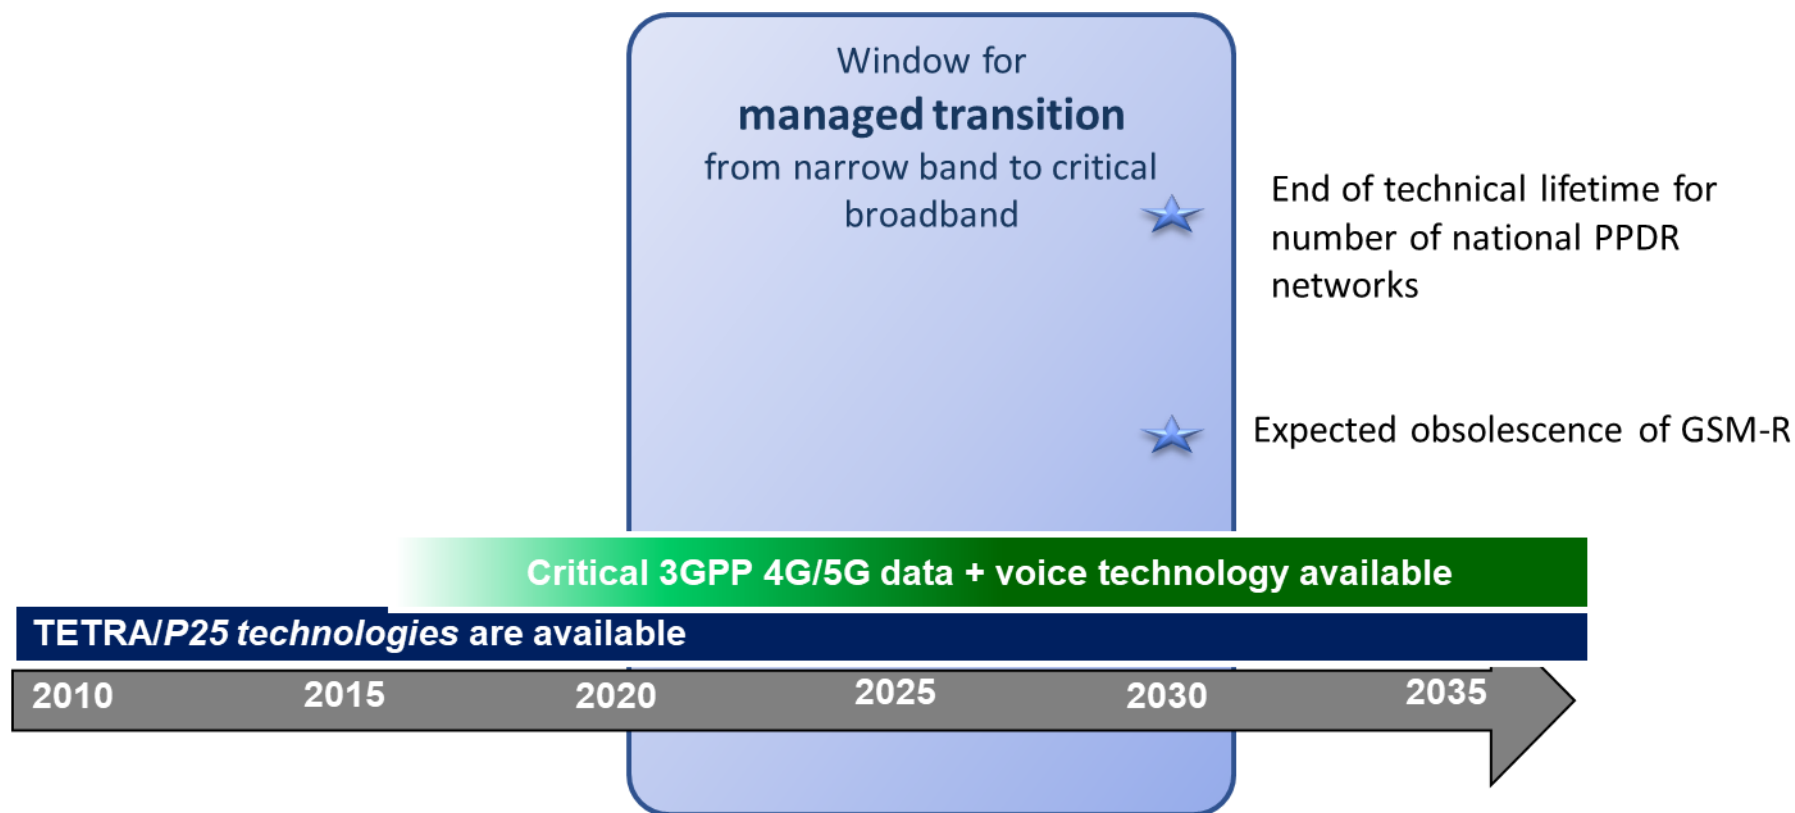 Window for
managed transition
from narrow band to critical
broadband
End of technical lifetime for
number of national PPDR
networks
Expected obsolescence of GSM-R
Critical 3GPP 4G/5G data + voice technology available
TETRA/P25 technologies are available
2010 2015 2020 2025 2030 2035